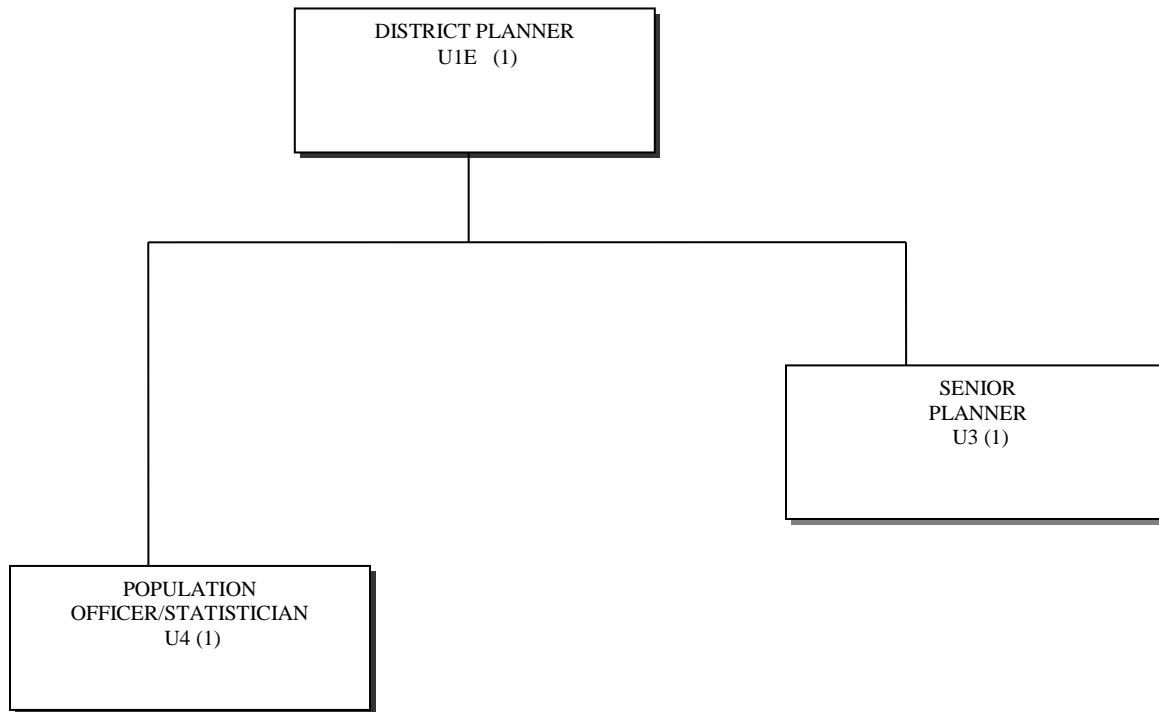 DISTRICT PLANNER
U1E (1)
SENIOR
PLANNER
U3 (1)
POPULATION
OFFICER/STATISTICIAN
U4 (1)